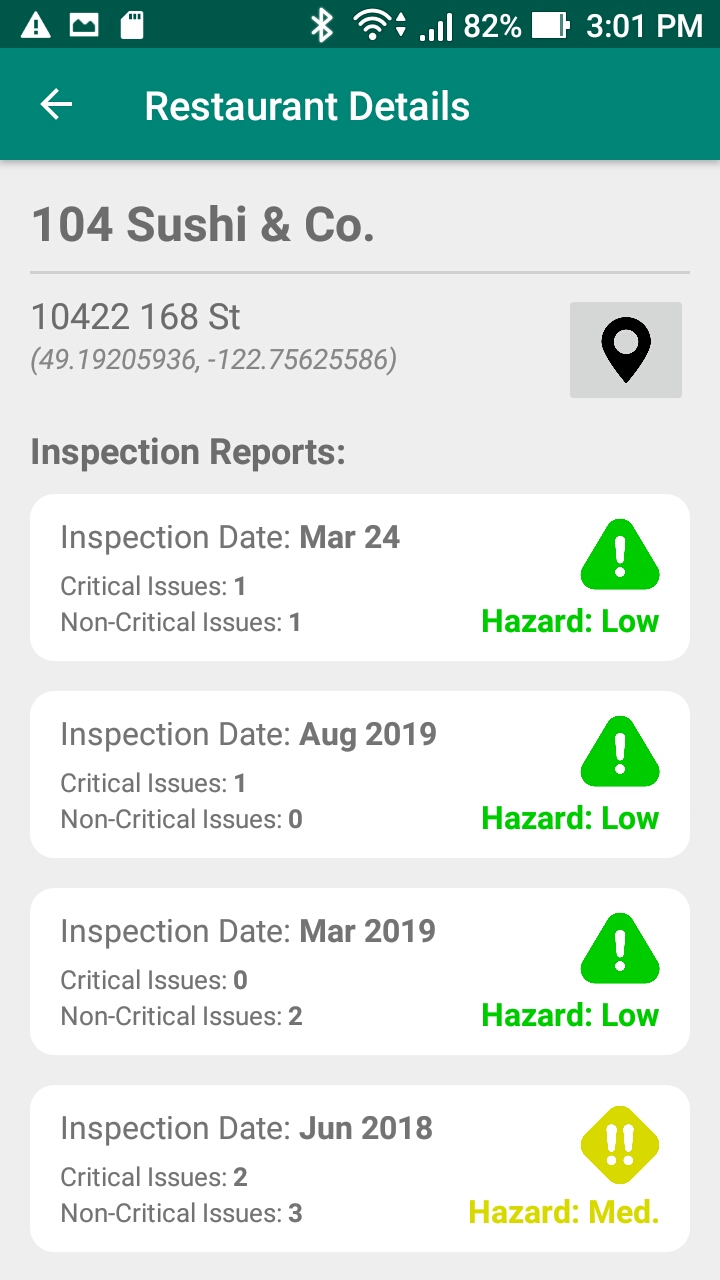 82% 3:01 PM
Restaurant Details
104 Sushi & Co.
10422 168 St
(49.19205936, -122.75625586)
Inspection Reports:
Inspection Date: Mar 24
Critical Issues: 1
Non-Critical Issues: 1
Hazard: Low
Inspection Date: Aug 2019
Critical Issues: 1
Non-Critical Issues: 0
Hazard: Low
Inspection Date: Mar 2019
Critical Issues: 0
Non-Critical Issues: 2
Hazard: Low
Inspection Date: Jun 2018
Critical Issues: 2
Non-Critical Issues: 3
Hazard: Med.